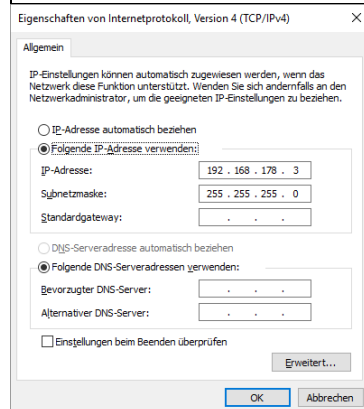 Eigenschaften von Internetprotokoll, Version 4 (TCP/IPv4)
Allgemein
IP-Einstellungen können automatisch zugewiesen werden, wenn das
Netzwerk diese Funktion unterstützt. Wenden Sie sich andernfalls an den
Netzwerkadministrator, um die geeigneten IP-Einstellungen zu beziehen.
IP-Adresse automatisch beziehen
Folgende IP-Adresse verwenden:
IP-Adresse: 192 . 168 . 178 . 3
Subnetzmaske: 255 . 255 . 255 . 0
Standardgateway: . . .
DNS-Serveradresse automatisch beziehen
Folgende DNS-Serveradressen verwenden:
Bevorzugter DNS-Server: . . .
Alternativer DNS-Server: . . .
Einstellungen beim Beenden überprüfen
Erweitert...
OK Abbrechen